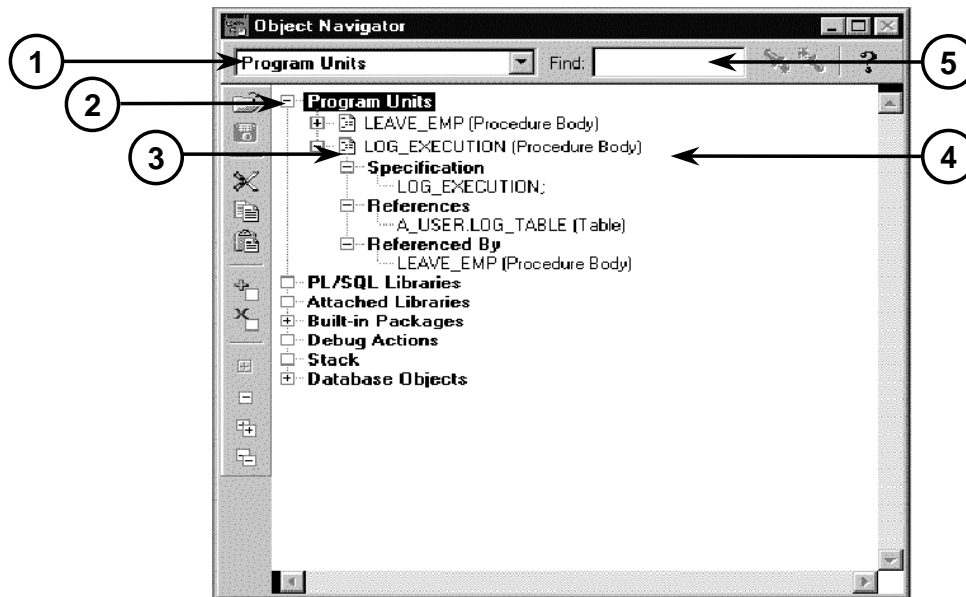 Object Navigator
1
Program Units
Find:
?
5
2
Program Units
LEAVE_EMP (Procedure Body)
3
LOG_EXECUTION (Procedure Body)
4
Specification
LOG_EXECUTION;
References
A_USER.LOG_TABLE (Table)
Referenced By
LEAVE_EMP (Procedure Body)
PL/SQL Libraries
Attached Libraries
Built-in Packages
Debug Actions
Stack
Database Objects